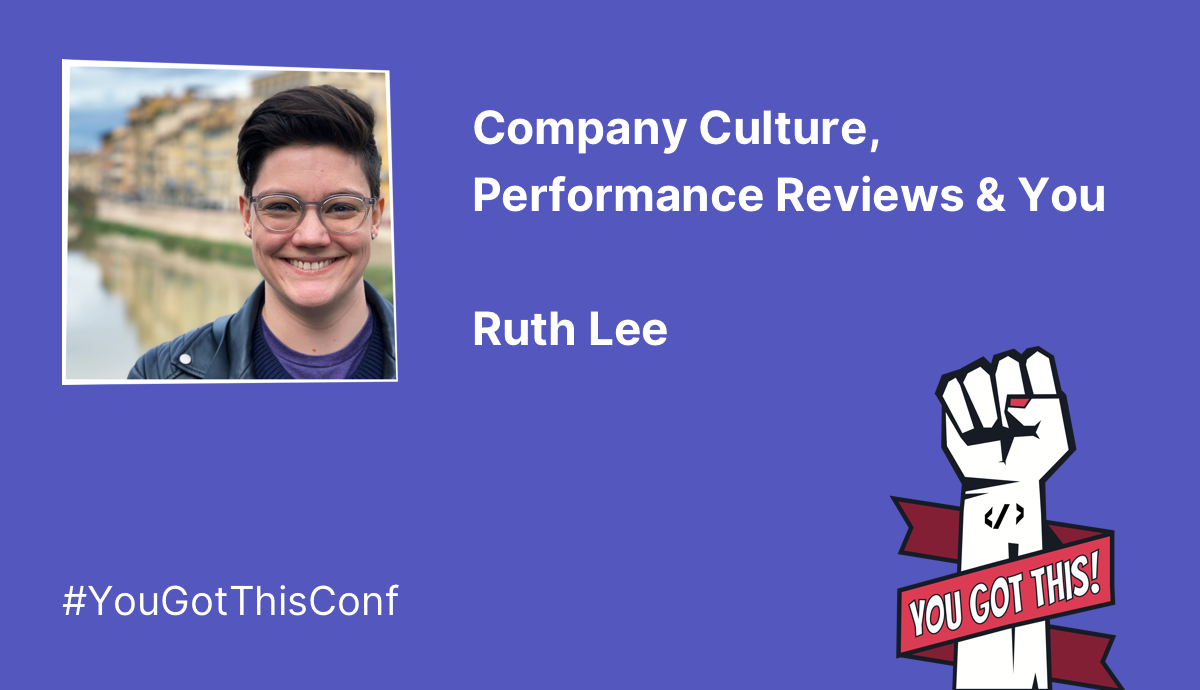 Company Culture,
Performance Reviews & You
Ruth Lee
</>
YOU GOT THIS!
#YouGotThisConf